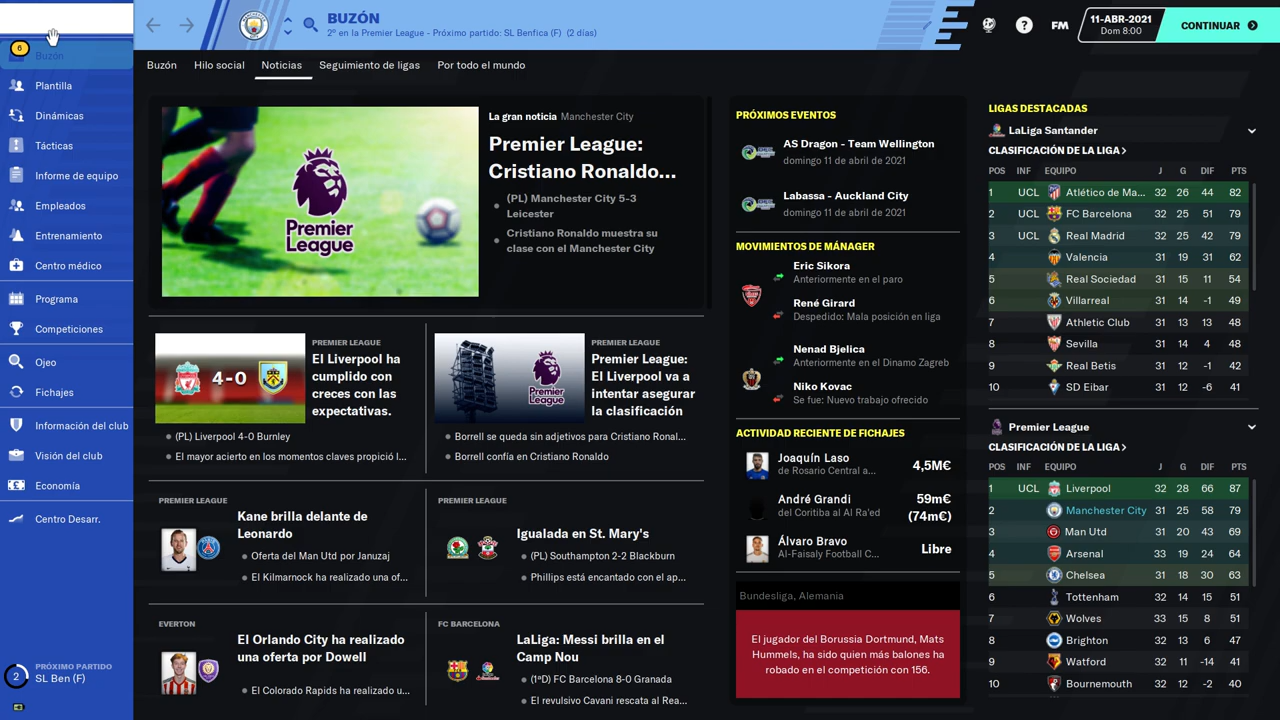 BUZÓN
2º en la Premier League - Próximo partido: SL Benfica (F) (2 días)
FM
11-ABR-2021
Dom 8:00
CONTINUAR
6
Buzón
Plantilla
Dinámicas
Tácticas
Informe de equipo
Empleados
Entrenamiento
Centro médico
Programa
Competiciones
Ojeo
Fichajes
Información del club
Visión del club
Economía
Centro Desarr.
2
PRÓXIMO PARTIDO
SL Ben (F)
Buzón Hilo social Noticias Seguimiento de ligas Por todo el mundo
La gran noticia Manchester City
Premier League:
Cristiano Ronaldo...
(PL) Manchester City 5-3
Leicester
Cristiano Ronaldo muestra su
clase con el Manchester City
Premier
League
PREMIER LEAGUE
El Liverpool ha
cumplido con
creces con las
expectativas.
4-0
(PL) Liverpool 4-0 Burnley
El mayor acierto en los momentos claves propició l...
PREMIER LEAGUE
Premier League:
El Liverpool va a
intentar asegurar
la clasificación
Premier
League
Borrell se queda sin adjetivos para Cristiano Ronal...
Borrell confía en Cristiano Ronaldo
PREMIER LEAGUE
Kane brilla delante de
Leonardo
Oferta del Man Utd por Januzaj
El Kilmarnock ha realizado una of...
PREMIER LEAGUE
Igualada en St. Mary's
(PL) Southampton 2-2 Blackburn
Phillips está encantado con el ap...
EVERTON
El Orlando City ha realizado
una oferta por Dowell
El Colorado Rapids ha realizado u...
FC BARCELONA
LaLiga: Messi brilla en el
Camp Nou
(1ªD) FC Barcelona 8-0 Granada
El revulsivo Cavani rescata al Rea...
PRÓXIMOS EVENTOS
AS Dragon - Team Wellington
domingo 11 de abril de 2021
Labassa - Auckland City
domingo 11 de abril de 2021
MOVIMIENTOS DE MÁNAGER
Eric Sikora
Anteriormente en el paro
René Girard
Despedido: Mala posición en liga
Nenad Bjelica
Anteriormente en el Dinamo Zagreb
Niko Kovac
Se fue: Nuevo trabajo ofrecido
ACTIVIDAD RECIENTE DE FICHAJES
Joaquín Laso
de Rosario Central a...
4,5M€
André Grandi
del Coritiba al Al Ra'ed
59m€
(74m€)
Álvaro Bravo
Al-Faisaly Football C...
Libre
Bundesliga, Alemania
El jugador del Borussia Dortmund, Mats
Hummels, ha sido quien más balones ha
robado en el competición con 156.
LIGAS DESTACADAS
LaLiga Santander
CLASIFICACIÓN DE LA LIGA
POS INF EQUIPO J G DIF PTS
1 UCL Atlético de Ma... 32 26 44 82
2 UCL FC Barcelona 32 25 51 79
3 UCL Real Madrid 32 25 42 79
4 Valencia 31 19 31 62
5 Real Sociedad 31 15 11 54
6 Villarreal 31 14 -1 49
7 Athletic Club 31 13 13 48
8 Sevilla 31 14 4 48
9 Real Betis 31 12 -1 42
10 SD Eibar 31 12 -6 41
Premier League
CLASIFICACIÓN DE LA LIGA
POS INF EQUIPO J G DIF PTS
1 UCL Liverpool 32 28 66 87
2 Manchester City 31 25 58 79
3 Man Utd 31 20 43 69
4 Arsenal 33 19 24 64
5 Chelsea 31 18 30 63
6 Tottenham 32 14 15 51
7 Wolves 33 15 8 51
8 Brighton 32 13 6 47
9 Watford 32 11 -14 41
10 Bournemouth 32 12 -2 40